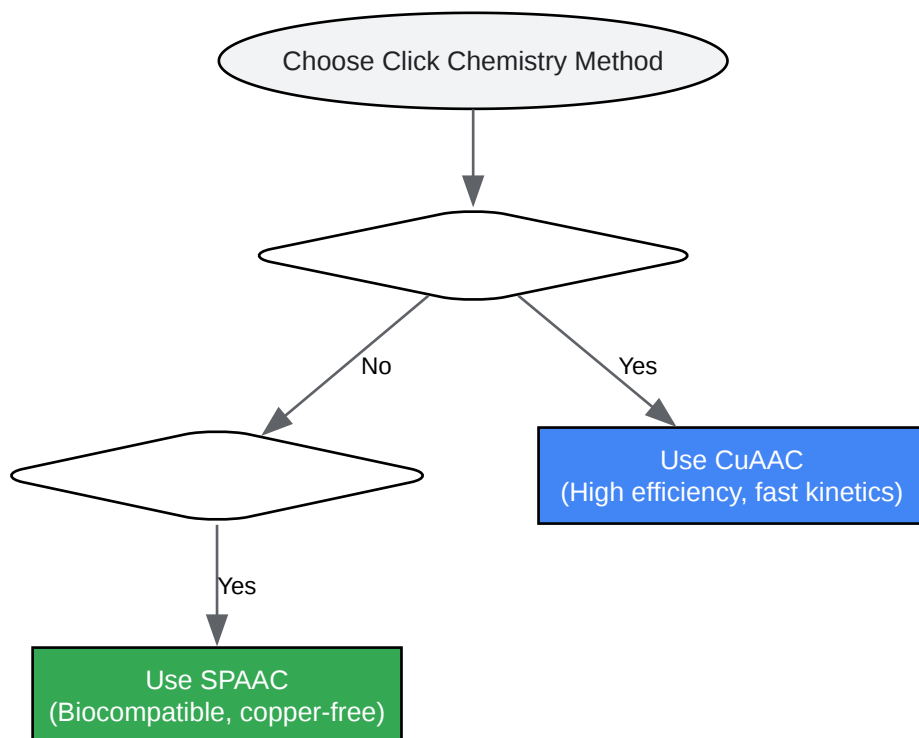 Choose Click Chemistry Method
No
Yes
Use CuAAC
(High efficiency, fast kinetics)
Yes
Use SPAAC
(Biocompatible, copper-free)